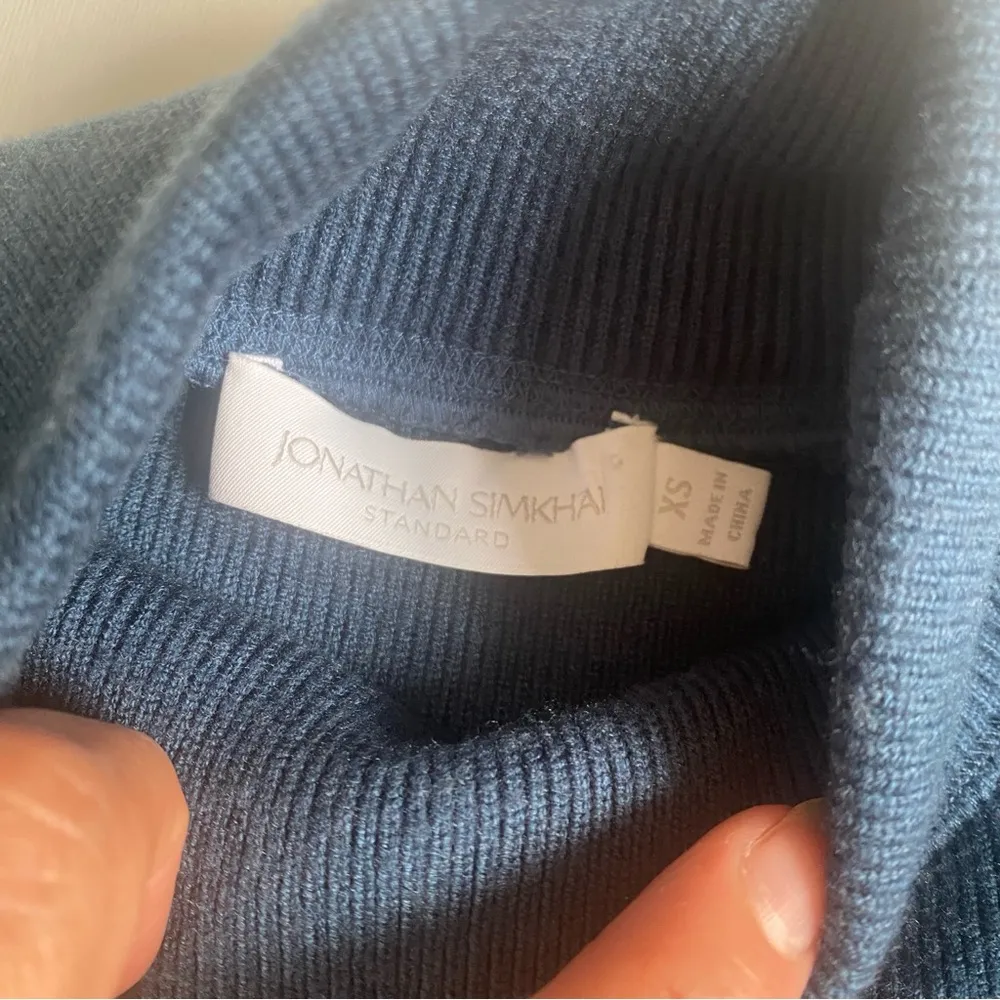 JONATHAN SIMKHAI
STANDARD
XS
MADE IN
CHINA